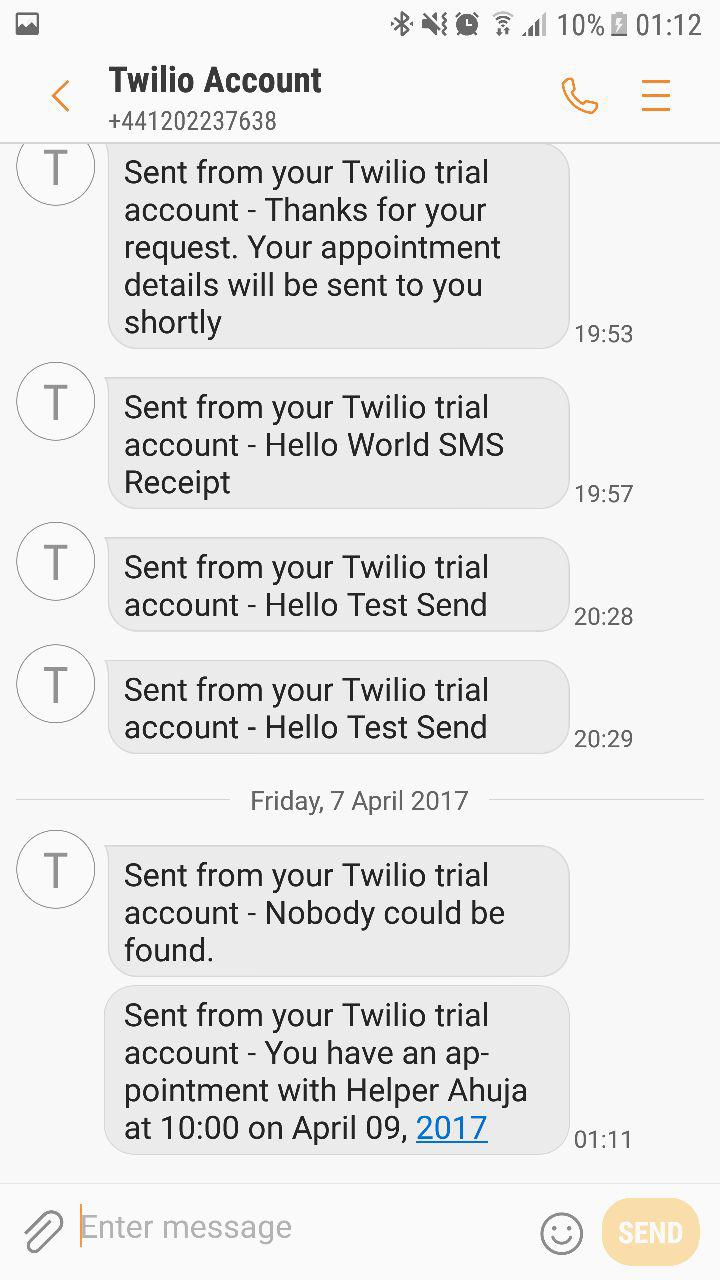 10% 01:12
Twilio Account
+441202237638
T
Sent from your Twilio trial
account - Thanks for your
request. Your appointment
details will be sent to you
shortly
19:53
T
Sent from your Twilio trial
account - Hello World SMS
Receipt
19:57
T
Sent from your Twilio trial
account - Hello Test Send
20:28
T
Sent from your Twilio trial
account - Hello Test Send
20:29
Friday, 7 April 2017
T
Sent from your Twilio trial
account - Nobody could be
found.
Sent from your Twilio trial
account - You have an ap-
pointment with Helper Ahuja
at 10:00 on April 09, 2017
01:11
Enter message
SEND